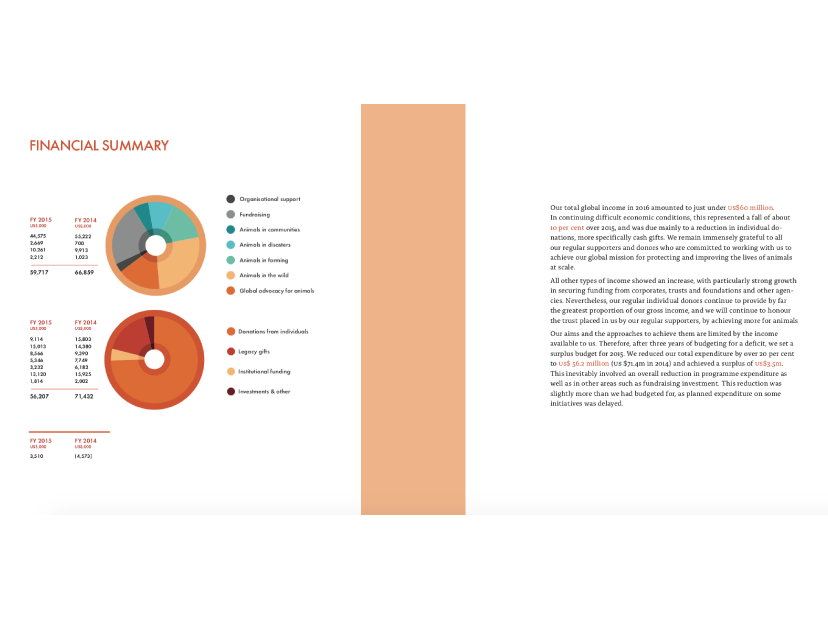 FINANCIAL SUMMARY
FY 2015 FY 2014
US$,000 US$,000
44,575 55,222
2,669 700
10,261 9,913
2,212 1,023
59,717 66,859
Organisational support
Fundraising
Animals in communities
Animals in disasters
Animals in farming
Animals in the wild
Global advocacy for animals
FY 2015 FY 2014
US$,000 US$,000
9,114 15,803
15,013 14,380
8,566 9,390
5,346 7,749
3,232 6,183
13,120 15,925
1,814 2,002
56,207 71,432
Donations from individuals
Legacy gifts
Institutional funding
Investments & other
FY 2015 FY 2014
US$,000 US$,000
3,510 (4,573)
Our total global income in 2016 amounted to just under US$60 million.
In continuing difficult economic conditions, this represented a fall of about
10 per cent over 2015, and was due mainly to a reduction in individual do-
nations, more specifically cash gifts. We remain immensely grateful to all
our regular supporters and donors who are committed to working with us to
achieve our global mission for protecting and improving the lives of animals
at scale.
All other types of income showed an increase, with particularly strong growth
in securing funding from corporates, trusts and foundations and other agen-
cies. Nevertheless, our regular individual donors continue to provide by far
the greatest proportion of our gross income, and we will continue to honour
the trust placed in us by our regular supporters, by achieving more for animals
Our aims and the approaches to achieve them are limited by the income
available to us. Therefore, after three years of budgeting for a deficit, we set a
surplus budget for 2015. We reduced our total expenditure by over 20 per cent
to US$ 56.2 million (US $71.4m in 2014) and achieved a surplus of US$3.5m.
This inevitably involved an overall reduction in programme expenditure as
well as in other areas such as fundraising investment. This reduction was
slightly more than we had budgeted for, as planned expenditure on some
initiatives was delayed.